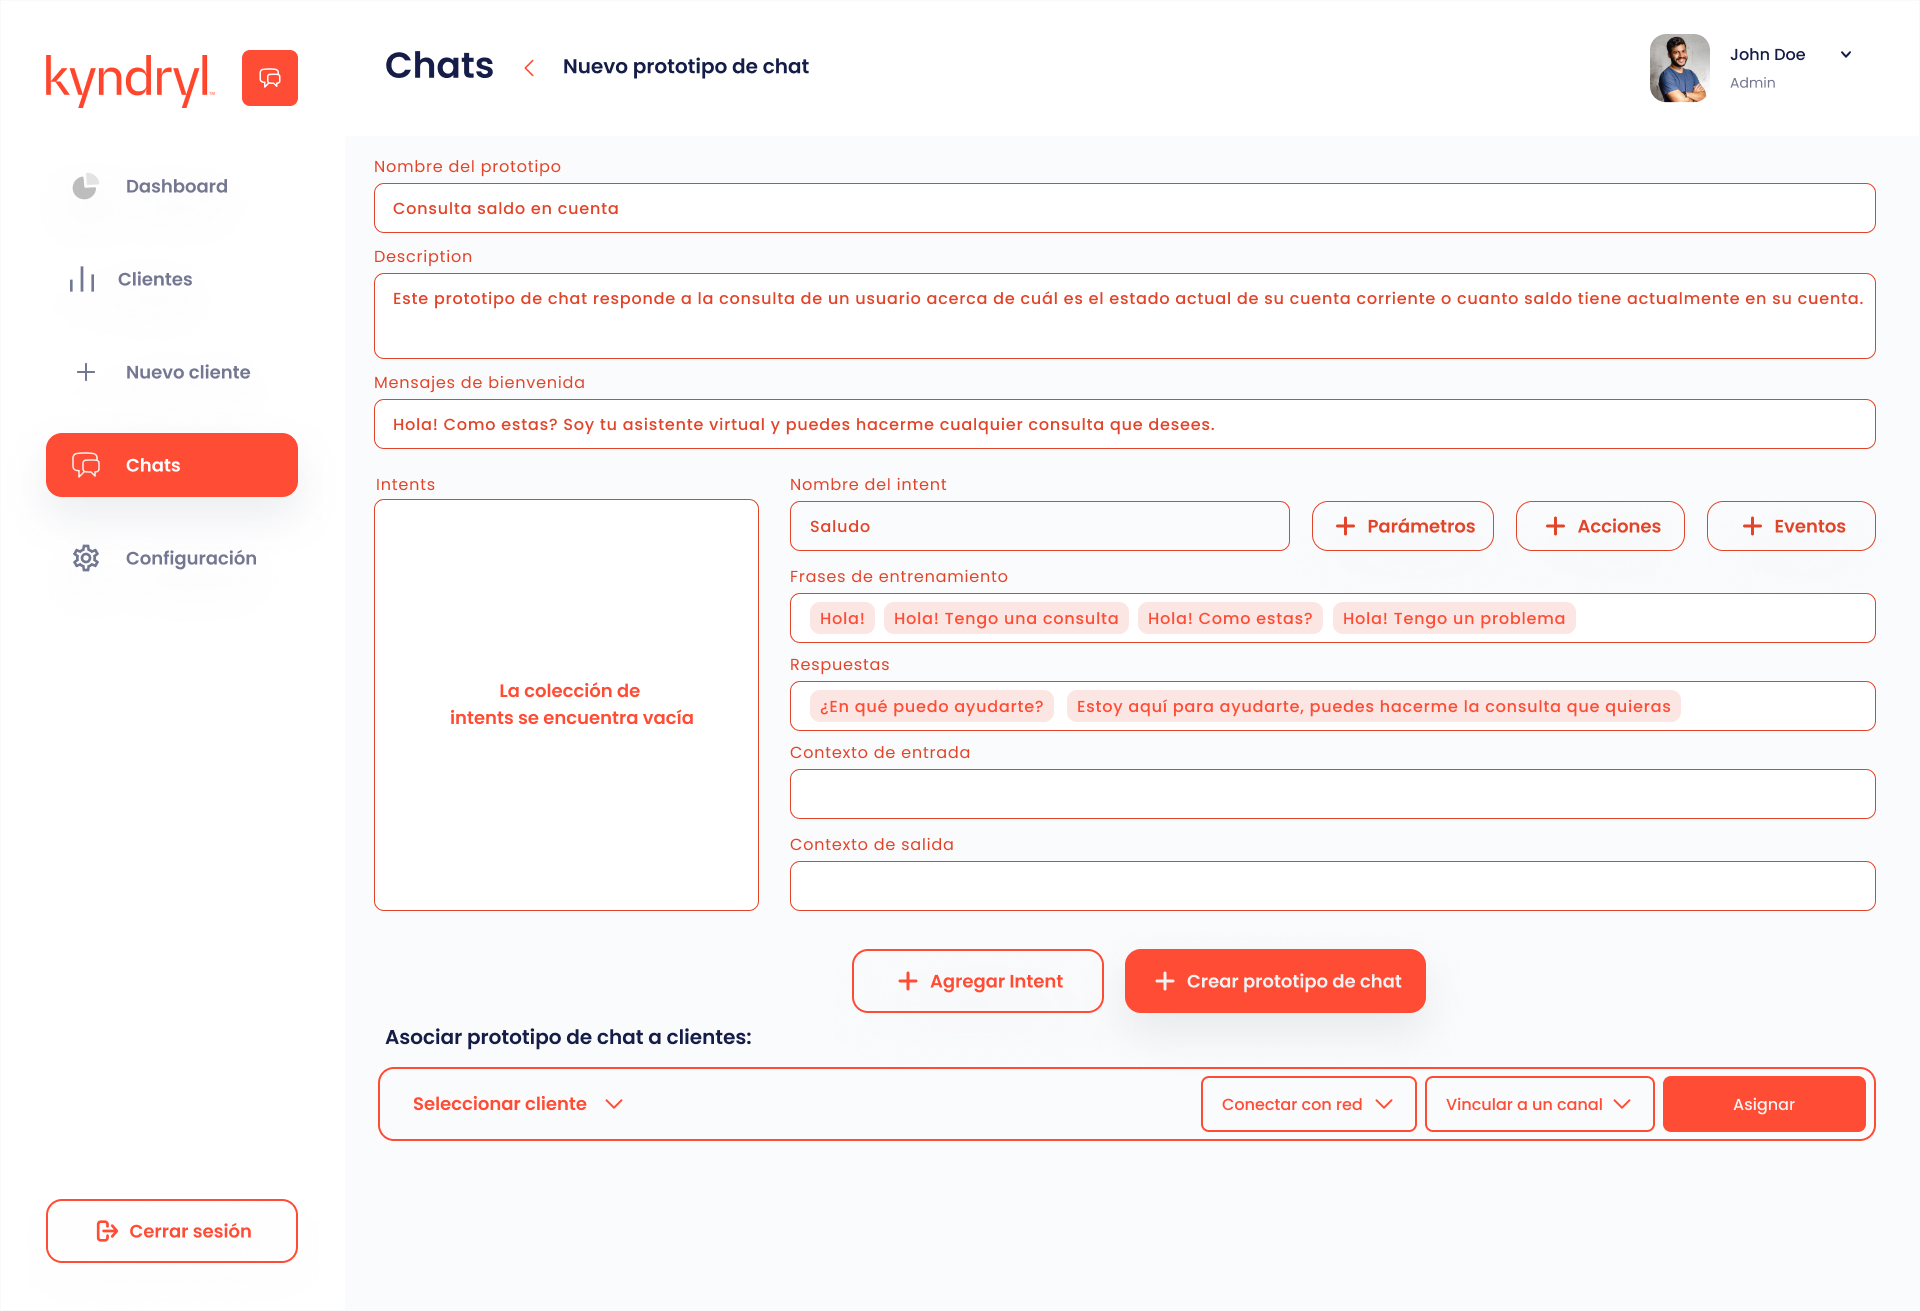 kyndryl
Chats
Nuevo prototipo de chat
John Doe
Admin
Dashboard
Clientes
Nuevo cliente
Chats
Configuración
Cerrar sesión
Nombre del prototipo
Consulta saldo en cuenta
Description
Este prototipo de chat responde a la consulta de un usuario acerca de cuál es el estado actual de su cuenta corriente o cuanto saldo tiene actualmente en su cuenta.
Mensajes de bienvenida
Hola! Como estas? Soy tu asistente virtual y puedes hacerme cualquier consulta que desees.
Intents
La colección de
intents se encuentra vacía
Nombre del intent
Saludo
Parámetros
Acciones
Eventos
Frases de entrenamiento
Hola! Hola! Tengo una consulta Hola! Como estas? Hola! Tengo un problema
Respuestas
¿En qué puedo ayudarte? Estoy aquí para ayudarte, puedes hacerme la consulta que quieras
Contexto de entrada
Contexto de salida
Agregar Intent
Crear prototipo de chat
Asociar prototipo de chat a clientes:
Seleccionar cliente
Conectar con red
Vincular a un canal
Asignar